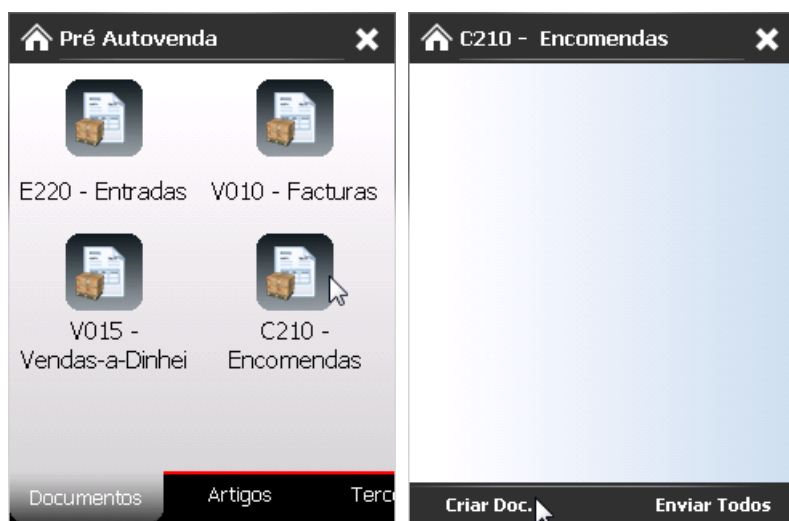 Pré Autovenda
E220 - Entradas
V010 - Facturas
V015 -
Vendas-a-Dinhei
C210 -
Encomendas
Documentos
Artigos
Terc
C210 - Encomendas
Criar Doc.
Enviar Todos